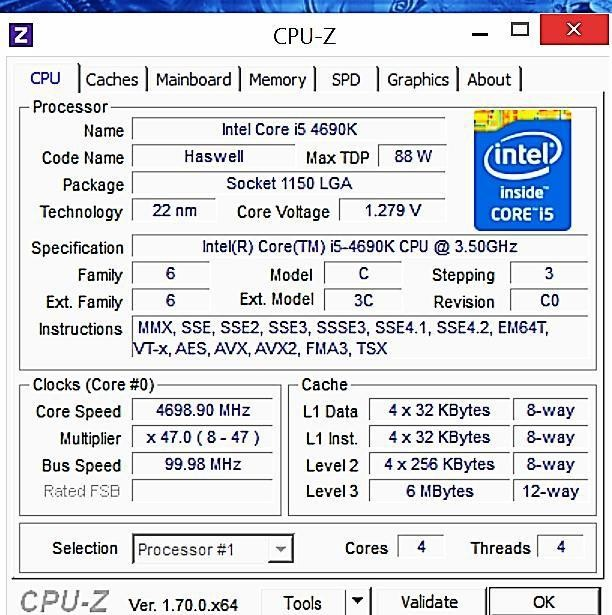 Z CPU-Z
CPU Caches Mainboard Memory SPD Graphics About
Processor
Name Intel Core i5 4690K
Code Name Haswell Max TDP 88 W
Package Socket 1150 LGA
Technology 22 nm Core Voltage 1.279 V
intel
inside™
CORE™i5
Specification Intel(R) Core(TM) i5-4690K CPU @ 3.50GHz
Family 6 Model C Stepping 3
Ext. Family 6 Ext. Model 3C Revision C0
Instructions MMX, SSE, SSE2, SSE3, SSSE3, SSE4.1, SSE4.2, EM64T,
VT-x, AES, AVX, AVX2, FMA3, TSX
Clocks (Core #0)
Core Speed 4698.90 MHz
Multiplier x 47.0 ( 8 - 47 )
Bus Speed 99.98 MHz
Rated FSB
Cache
L1 Data 4 x 32 KBytes 8-way
L1 Inst. 4 x 32 KBytes 8-way
Level 2 4 x 256 KBytes 8-way
Level 3 6 MBytes 12-way
Selection Processor #1 Cores 4 Threads 4
CPU-Z Ver. 1.70.0.x64 Tools Validate OK